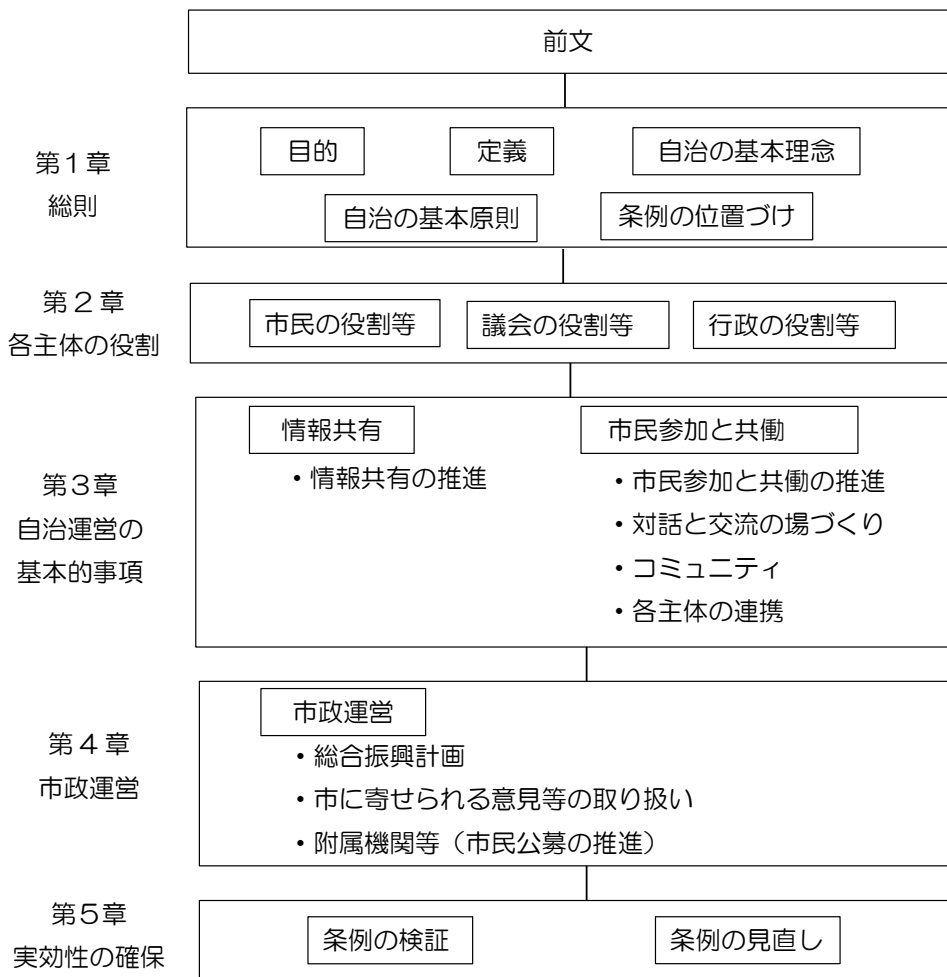 前文
第1章
総則
目的 定義 自治の基本理念
自治の基本原則 条例の位置づけ
第2章
各主体の役割
市民の役割等 議会の役割等 行政の役割等
第3章
自治運営の
基本的事項
情報共有
・情報共有の推進
市民参加と共働
・市民参加と共働の推進
・対話と交流の場づくり
・コミュニティ
・各主体の連携
第4章
市政運営
市政運営
・総合振興計画
・市に寄せられる意見等の取り扱い
・附属機関等（市民公募の推進）
第5章
実効性の確保
条例の検証 条例の見直し